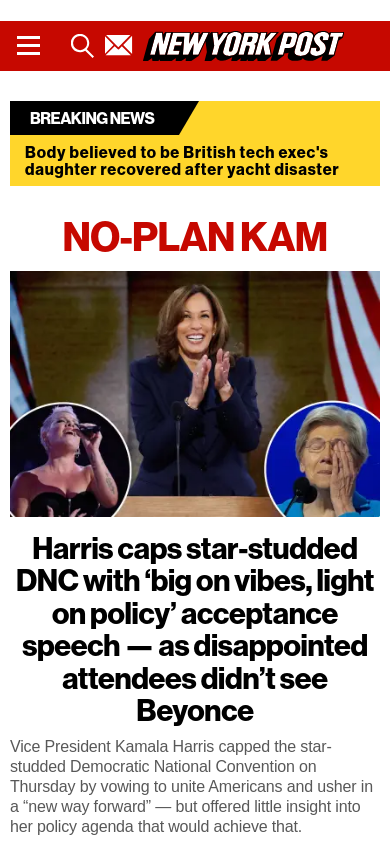 NEW YORK POST
BREAKING NEWS
Body believed to be British tech exec's
daughter recovered after yacht disaster
NO-PLAN KAM
Harris caps star-studded
DNC with ‘big on vibes, light
on policy’ acceptance
speech — as disappointed
attendees didn’t see
Beyonce
Vice President Kamala Harris capped the star-
studded Democratic National Convention on
Thursday by vowing to unite Americans and usher in
a “new way forward” — but offered little insight into
her policy agenda that would achieve that.